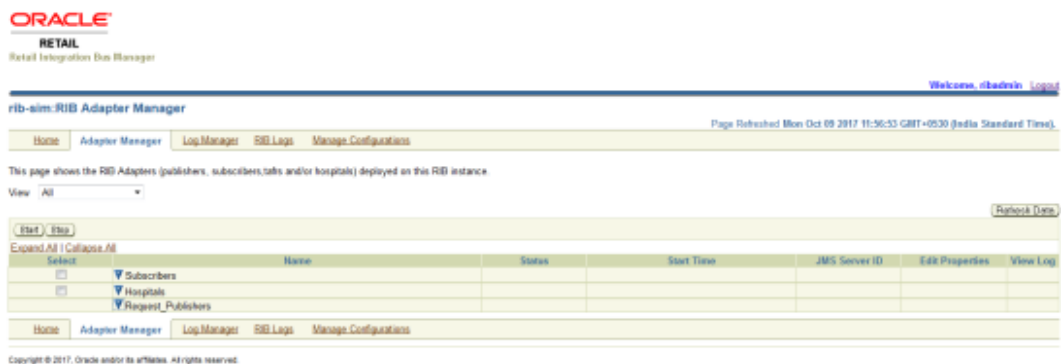 ORACLE
RETAIL
Retail Integration Bus Manager
Welcome, ribadmin Logout
rib-sim:RIB Adapter Manager
Page Refreshed Mon Oct 09 2017 11:56:53 GMT+0530 (India Standard Time).
Home Adapter Manager Log Manager RIB Logs Manage Configurations
This page shows the RIB Adapters (publishers, subscribers,tafrs and/or hospitals) deployed on this RIB instance.
View All
Refresh Data
Start Stop
Expand All | Collapse All
Select Name Status Start Time JMS Server ID Edit Properties View Log
Subscribers
Hospitals
Request_Publishers
Home Adapter Manager Log Manager RIB Logs Manage Configurations
Copyright © 2017, Oracle and/or its affiliates. All rights reserved.